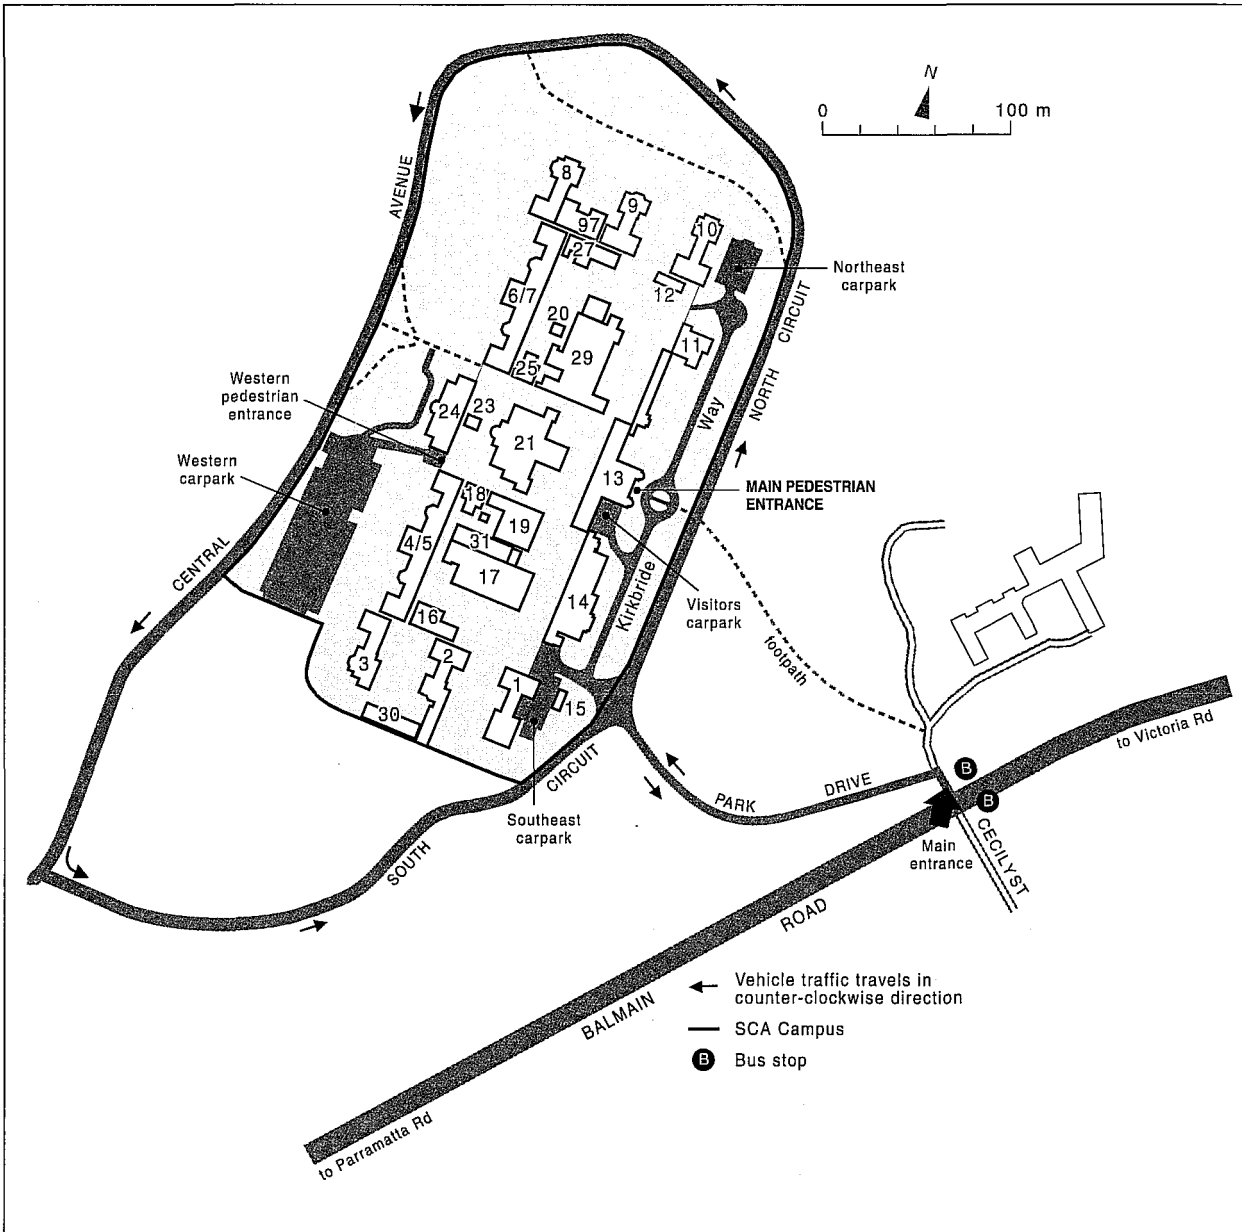 N
0 100 m
AVENUE
8
9
97
10
27
Northeast
carpark
6/7
12
CIRCUIT
20
29
11
25
Western
pedestrian
entrance
NORTH
Way
24
23
21
Western
carpark
13
MAIN PEDESTRIAN
ENTRANCE
18
19
4/5
31
CENTRAL
17
Kirkbride
14
Visitors
carpark
16
footpath
3
2
1
15
30
to Victoria Rd
B
CIRCUIT
DRIVE
PARK
B
Southeast
carpark
Main
entrance
CECILYST
SOUTH
ROAD
Vehicle traffic travels in
counter-clockwise direction
BALMAIN
SCA Campus
B Bus stop
to Parramatta Rd